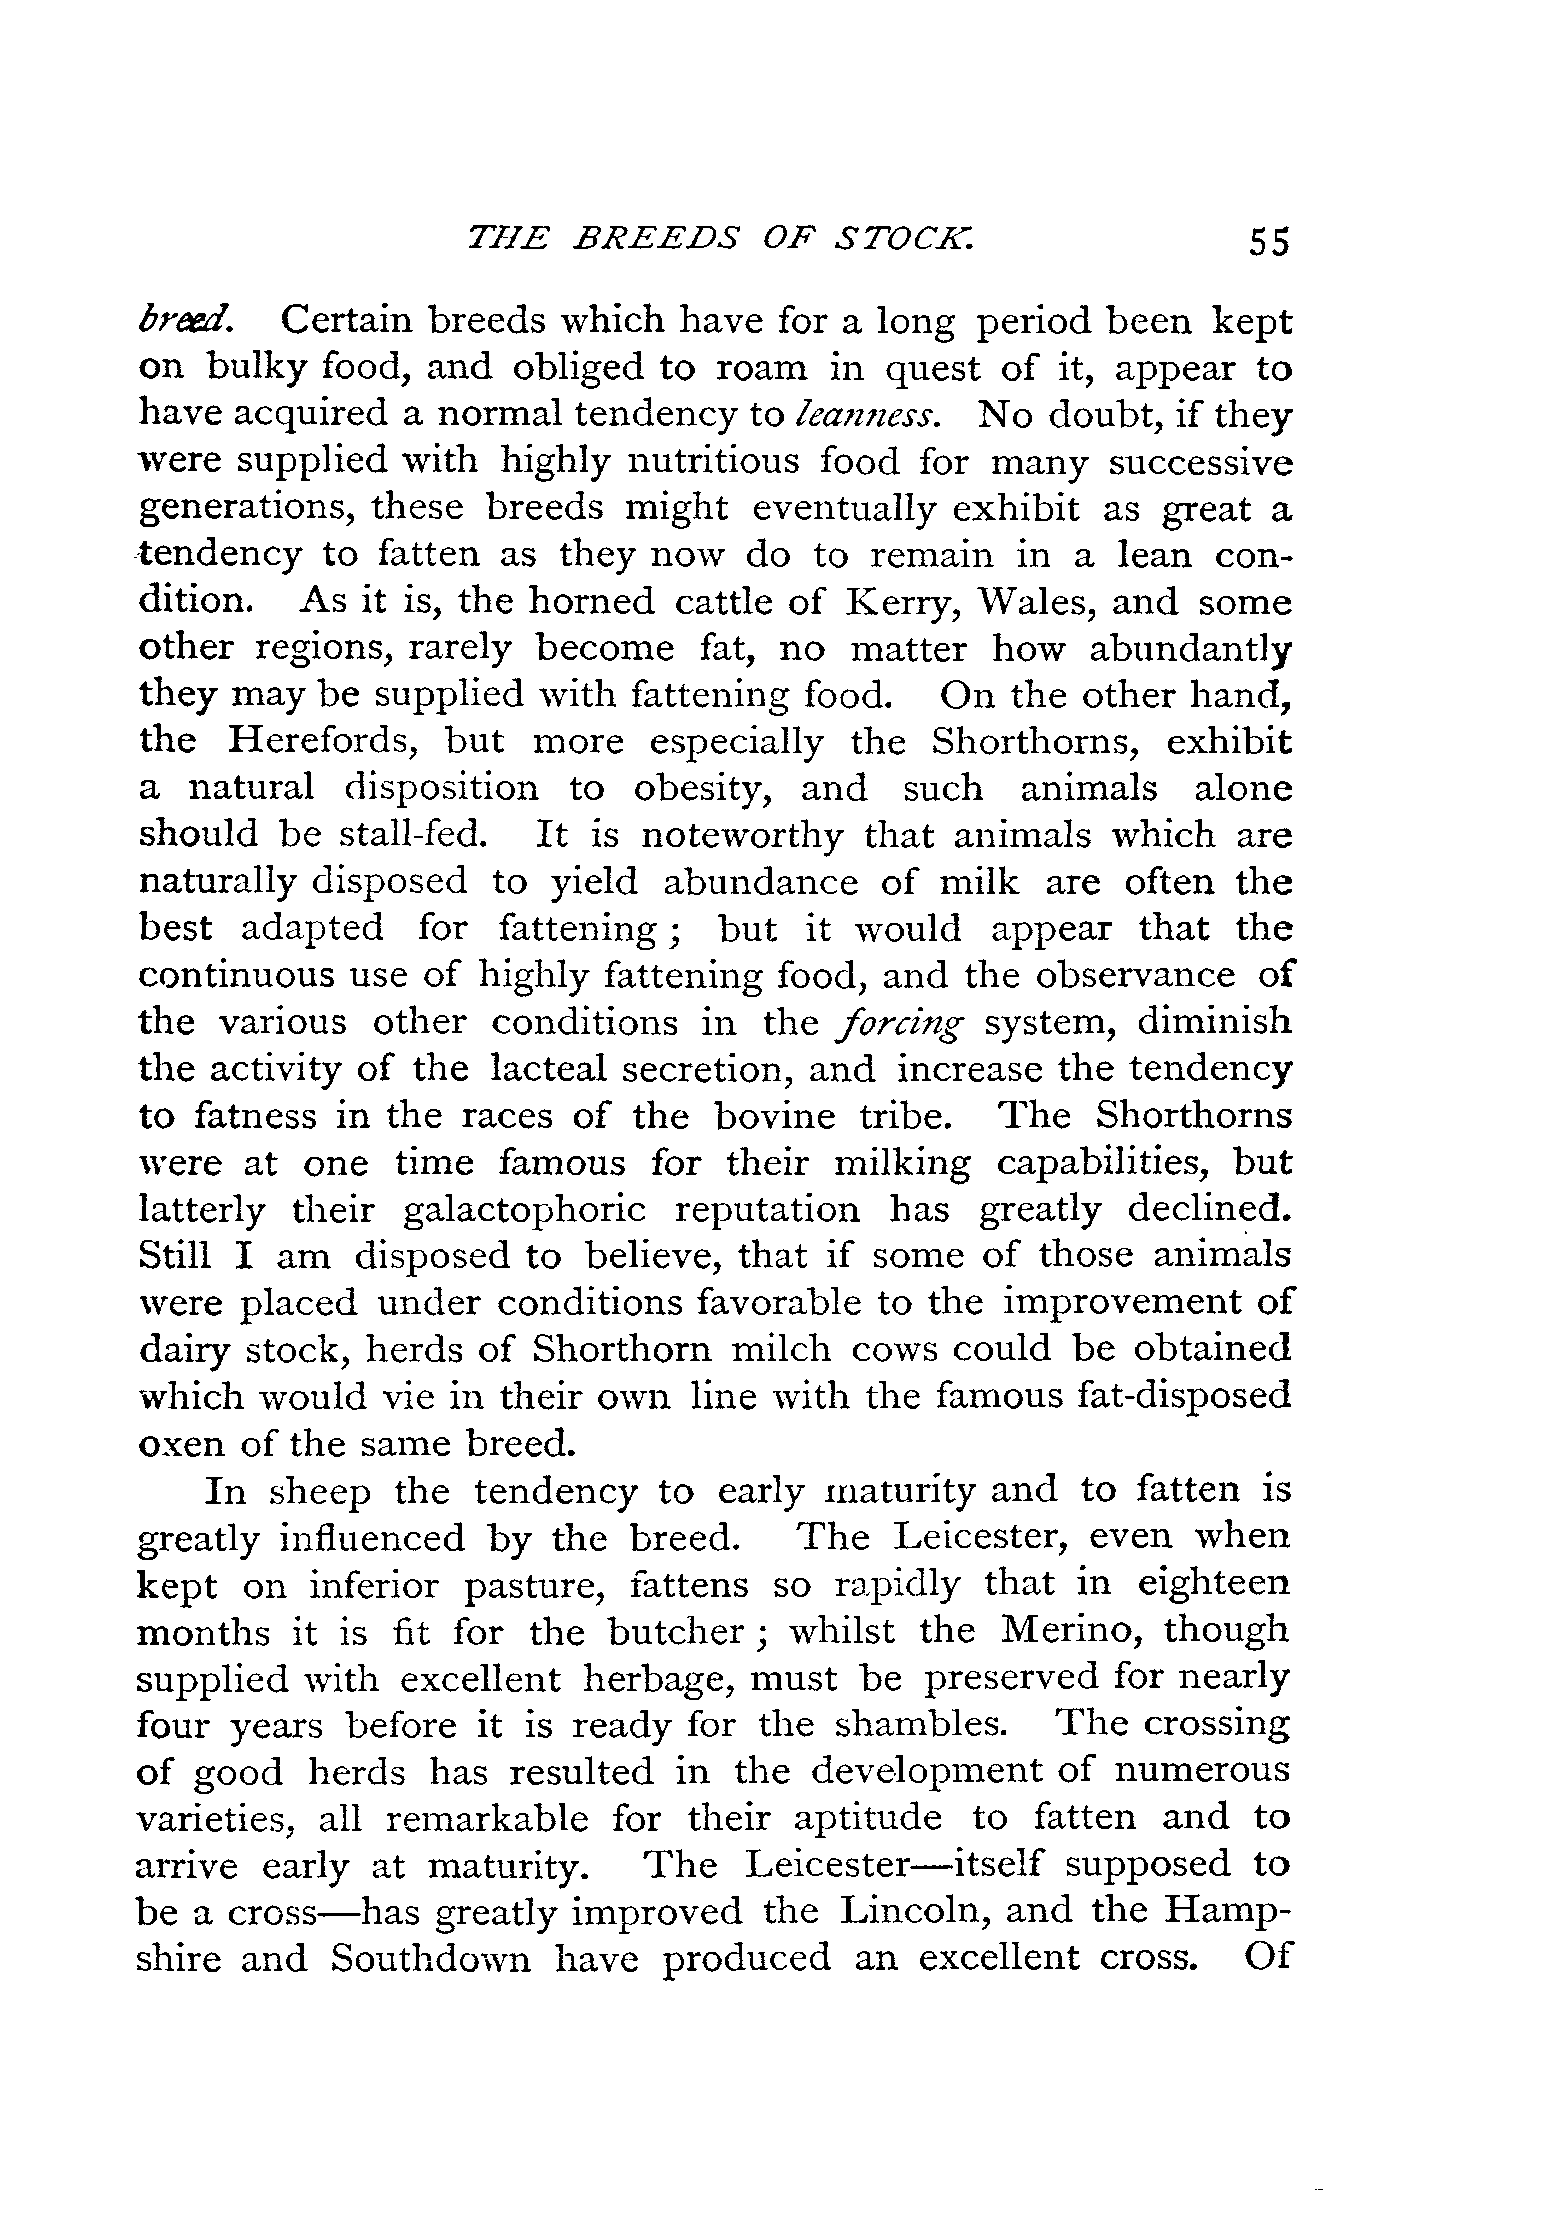 THE BREEDS OF STOCK. 55
breed. Certain breeds which have for a long period been kept
on bulky food, and obliged to roam in quest of it, appear to
have acquired a normal tendency to leanness. No doubt, if they
were supplied with highly nutritious food for many successive
generations, these breeds might eventually exhibit as great a
tendency to fatten as they now do to remain in a lean con-
dition. As it is, the horned cattle of Kerry, Wales, and some
other regions, rarely become fat, no matter how abundantly
they may be supplied with fattening food. On the other hand,
the Herefords, but more especially the Shorthorns, exhibit
a natural disposition to obesity, and such animals alone
should be stall-fed. It is noteworthy that animals which are
naturally disposed to yield abundance of milk are often the
best adapted for fattening ; but it would appear that the
continuous use of highly fattening food, and the observance of
the various other conditions in the forcing system, diminish
the activity of the lacteal secretion, and increase the tendency
to fatness in the races of the bovine tribe. The Shorthorns
were at one time famous for their milking capabilities, but
latterly their galactophoric reputation has greatly declined.
Still I am disposed to believe, that if some of those animals
were placed under conditions favorable to the improvement of
dairy stock, herds of Shorthorn milch cows could be obtained
which would vie in their own line with the famous fat-disposed
oxen of the same breed.
In sheep the tendency to early maturity and to fatten is
greatly influenced by the breed. The Leicester, even when
kept on inferior pasture, fattens so rapidly that in eighteen
months it is fit for the butcher ; whilst the Merino, though
supplied with excellent herbage, must be preserved for nearly
four years before it is ready for the shambles. The crossing
of good herds has resulted in the development of numerous
varieties, all remarkable for their aptitude to fatten and to
arrive early at maturity. The Leicester—itself supposed to
be a cross—has greatly improved the Lincoln, and the Hamp-
shire and Southdown have produced an excellent cross. Of